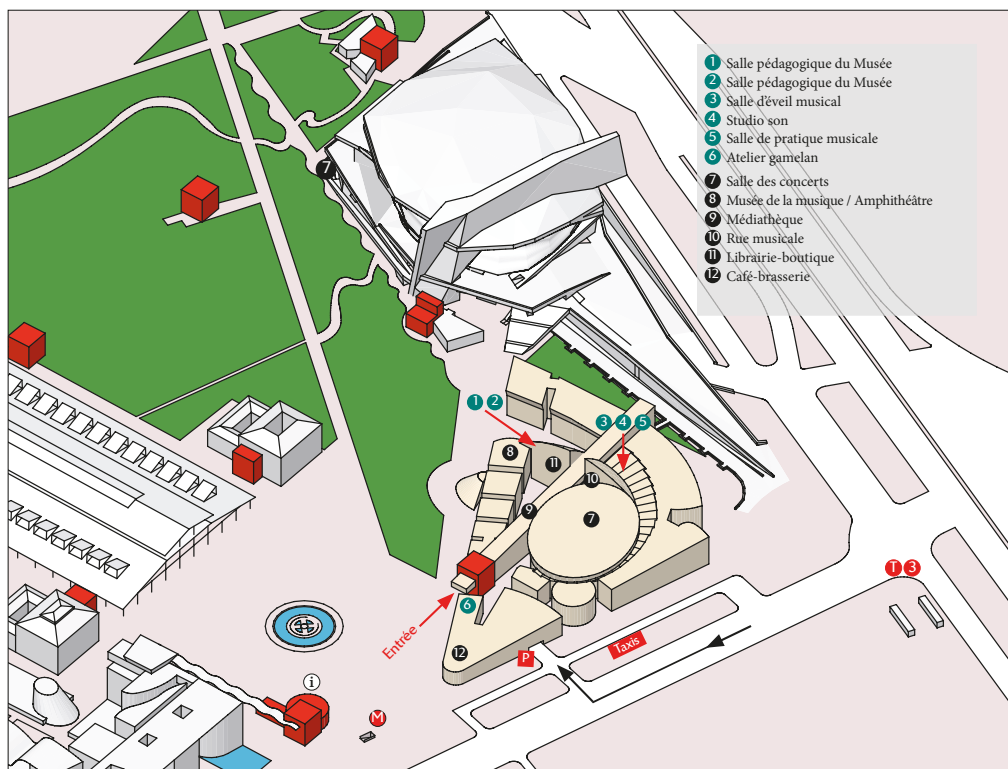 1 Salle pédagogique du Musée
2 Salle pédagogique du Musée
3 Salle d'éveil musical
4 Studio son
5 Salle de pratique musicale
6 Atelier gamelan
7 Salle des concerts
8 Musée de la musique / Amphithéâtre
9 Médiathèque
10 Rue musicale
11 Librairie-boutique
12 Café-brasserie
7
1 2
3 4 5
8
11
10
9
7
6
Entrée
12
P
Taxis
T 3
i
M